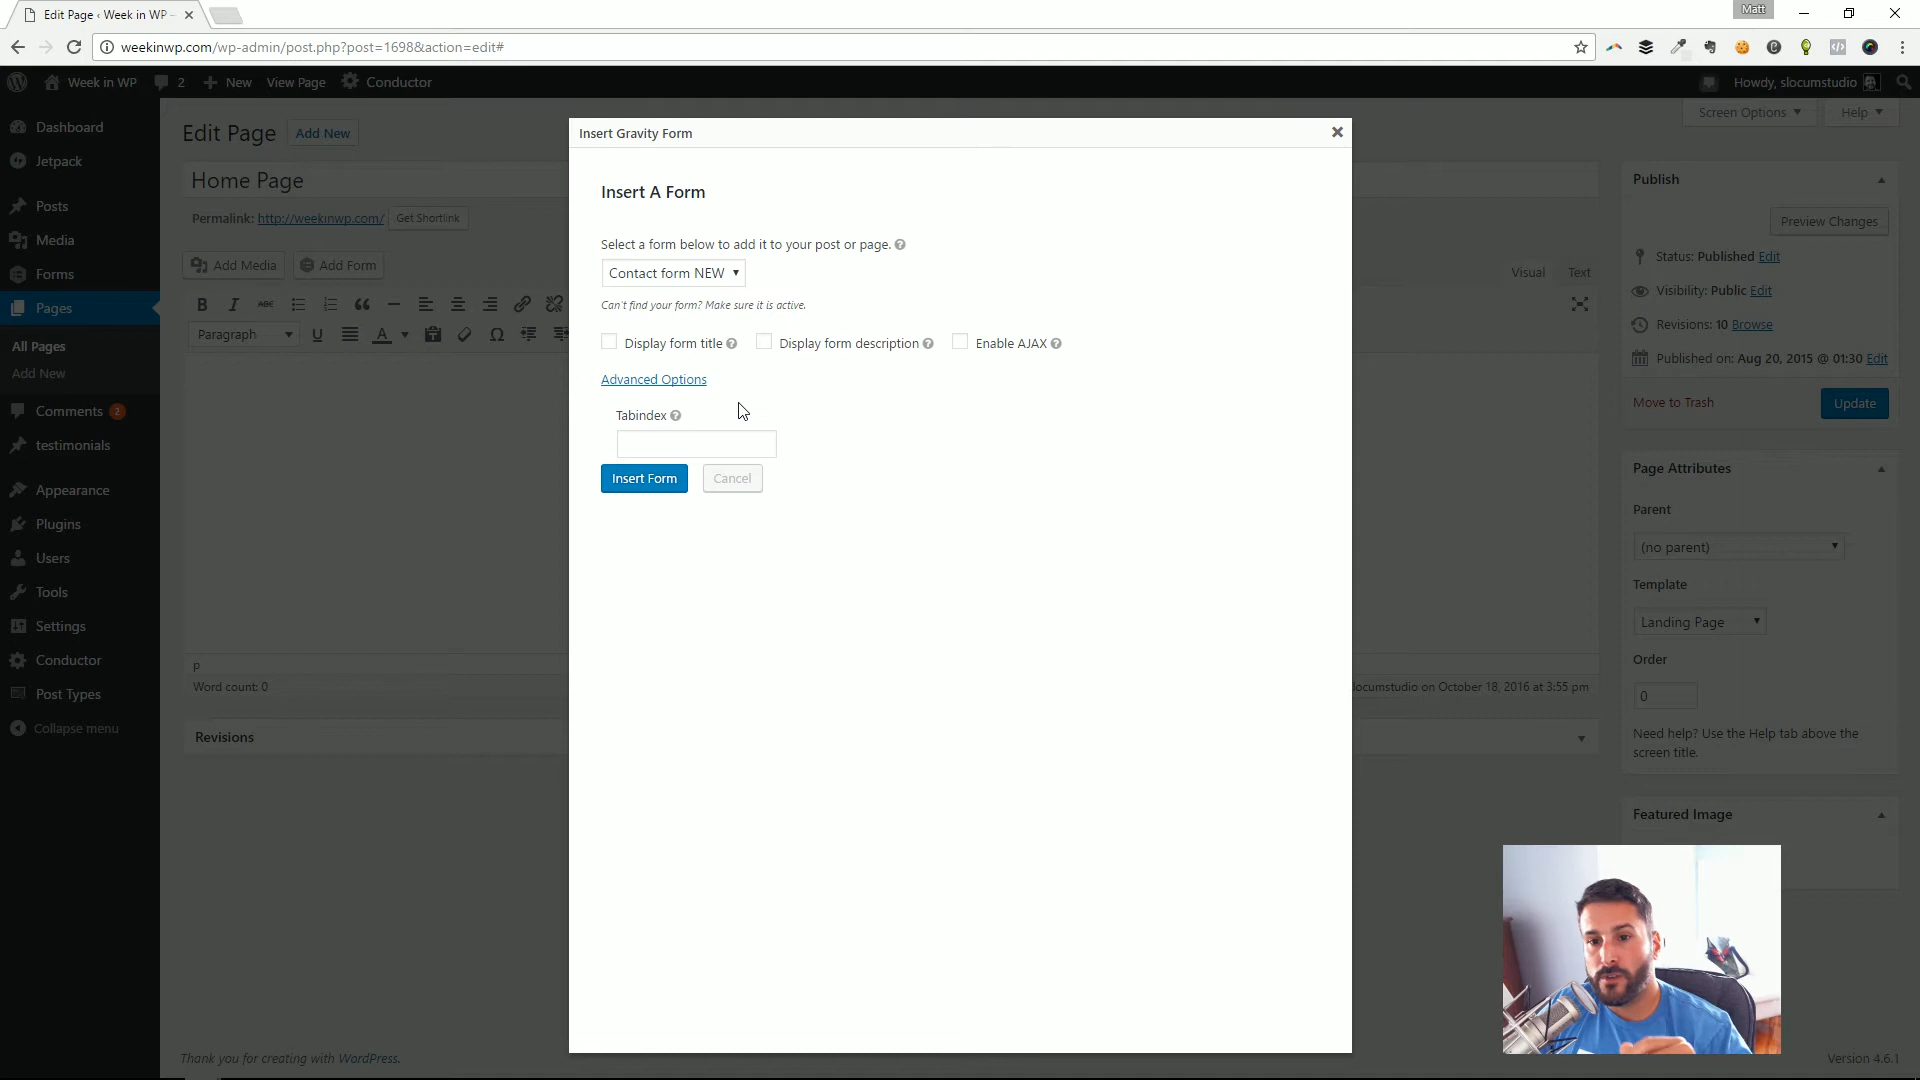 Edit Page ‹ Week in WP –
Matt
weekinwp.com/wp-admin/post.php?post=1698&action=edit#
Week in WP
2
New
View Page
Conductor
Howdy, slocumstudio
Dashboard
Jetpack
Posts
Media
Forms
Pages
All Pages
Add New
Comments 2
testimonials
Appearance
Plugins
Users
Tools
Settings
Conductor
Post Types
Collapse menu
Edit Page
Add New
Screen Options
Help
Home Page
Permalink: http://weekinwp.com/
Get Shortlink
Add Media
Add Form
Visual
Text
B I ABC
Paragraph
U A Ω
p
Word count: 0
locumstudio on October 18, 2016 at 3:55 pm
Revisions
Insert Gravity Form
Insert A Form
Select a form below to add it to your post or page.
Contact form NEW
Can't find your form? Make sure it is active.
Display form title
Display form description
Enable AJAX
Advanced Options
Tabindex
Insert Form
Cancel
Publish
Preview Changes
Status: Published Edit
Visibility: Public Edit
Revisions: 10 Browse
Published on: Aug 20, 2015 @ 01:30 Edit
Move to Trash
Update
Page Attributes
Parent
(no parent)
Template
Landing Page
Order
0
Need help? Use the Help tab above the
screen title.
Featured Image
Thank you for creating with WordPress.
Version 4.6.1